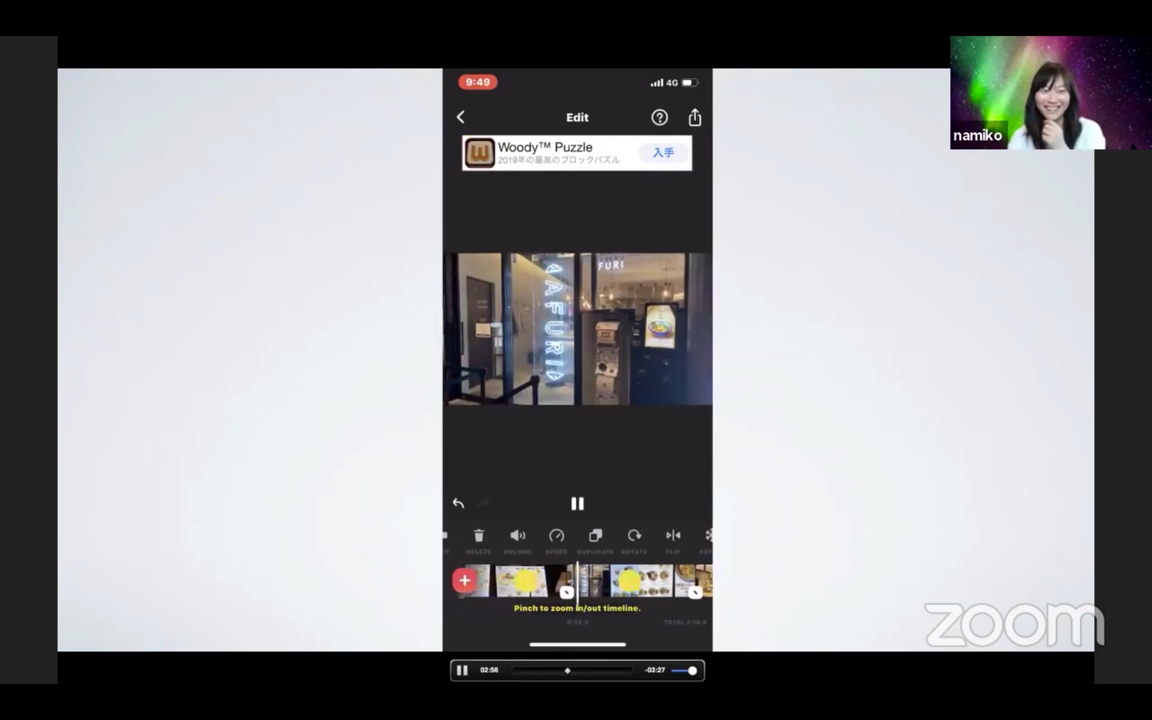 9:49
4G
Edit
Woody™ Puzzle
2019年の最高のブロックパズル
入手
namiko
AFURI
FURI
DELETE
VOLUME
SPEED
DUPLICATE
ROTATE
FLIP
Pinch to zoom in/out timeline.
02:56
-03:27
zoom